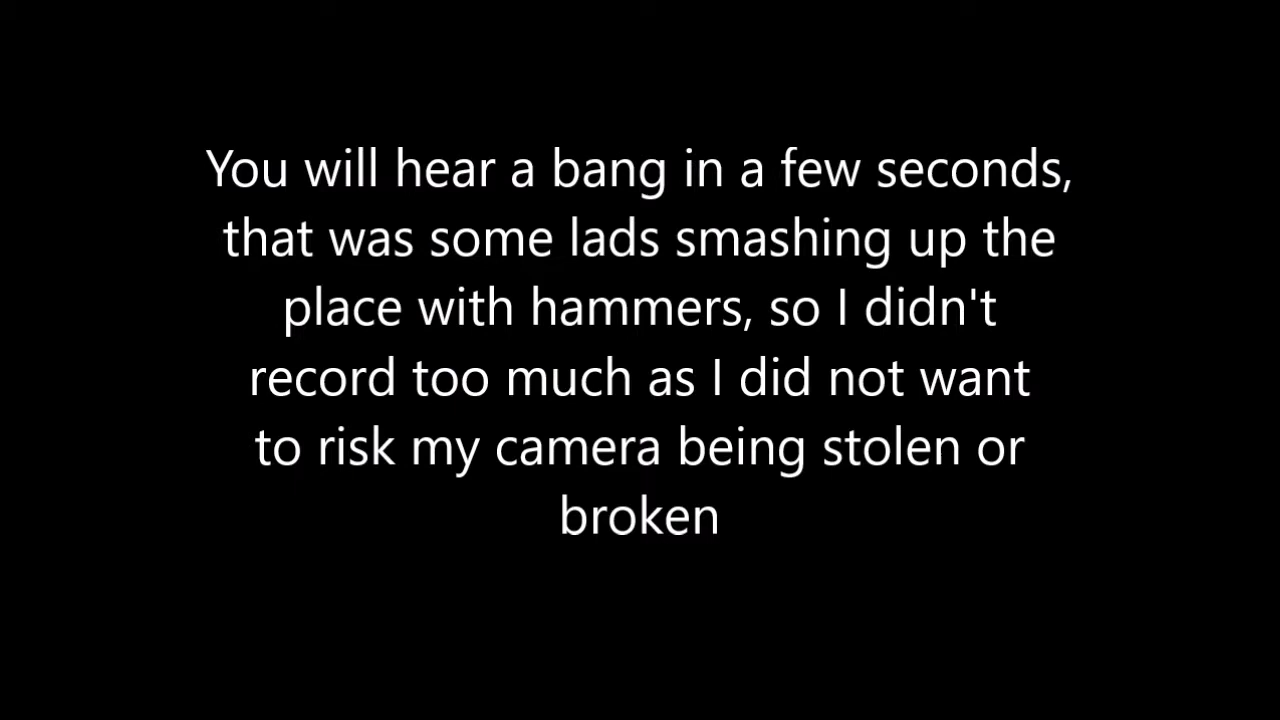 You will hear a bang in a few seconds,
that was some lads smashing up the
place with hammers, so I didn't
record too much as I did not want
to risk my camera being stolen or
broken